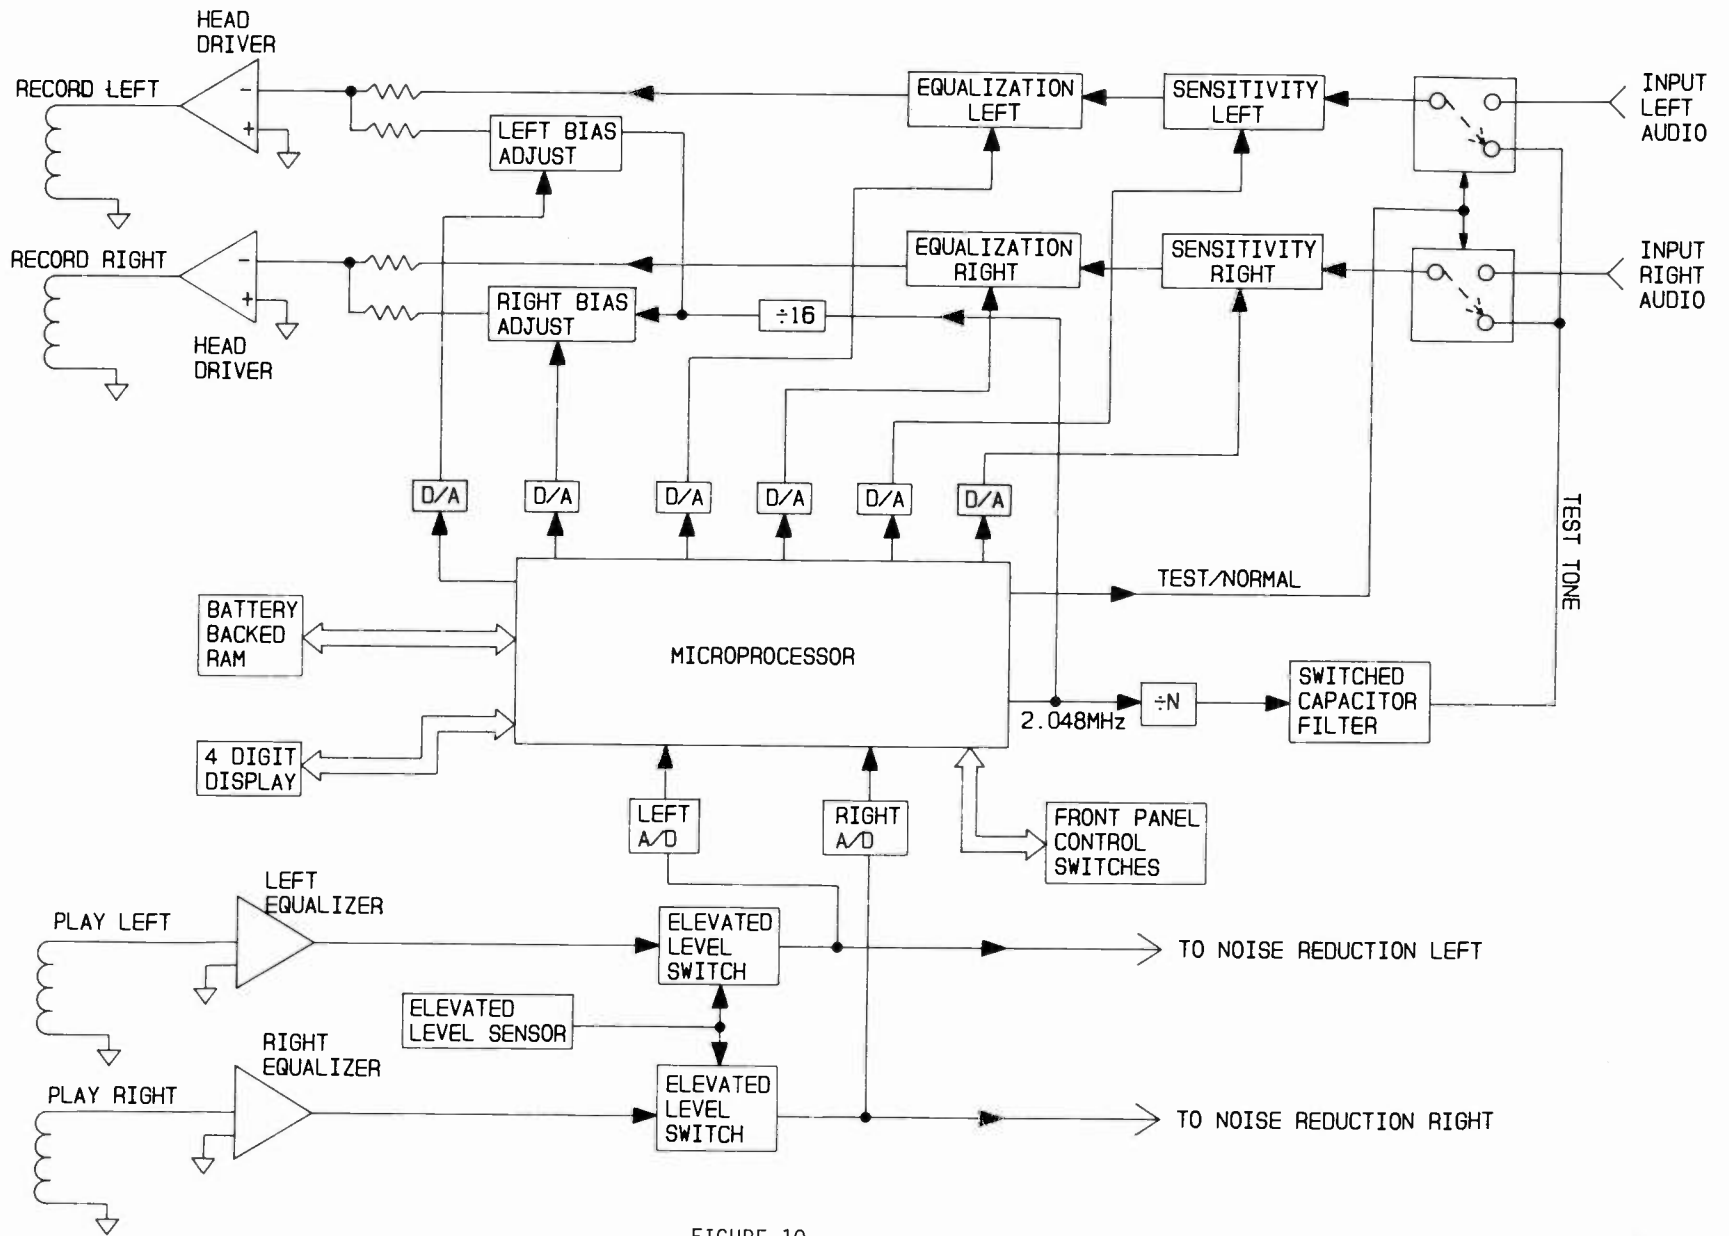 HEAD
DRIVER
RECORD LEFT
-
+
LEFT BIAS
ADJUST
EQUALIZATION
LEFT
SENSITIVITY
LEFT
INPUT
LEFT
AUDIO
RECORD RIGHT
-
+
HEAD
DRIVER
RIGHT BIAS
ADJUST
÷16
EQUALIZATION
RIGHT
SENSITIVITY
RIGHT
INPUT
RIGHT
AUDIO
D/A
D/A
D/A
D/A
D/A
D/A
TEST TONE
TEST/NORMAL
BATTERY
BACKED
RAM
MICROPROCESSOR
2.048MHz
÷N
SWITCHED
CAPACITOR
FILTER
4 DIGIT
DISPLAY
LEFT
A/D
RIGHT
A/D
FRONT PANEL
CONTROL
SWITCHES
LEFT
EQUALIZER
PLAY LEFT
ELEVATED
LEVEL
SWITCH
TO NOISE REDUCTION LEFT
ELEVATED
LEVEL SENSOR
RIGHT
EQUALIZER
PLAY RIGHT
ELEVATED
LEVEL
SWITCH
TO NOISE REDUCTION RIGHT
FIGURE 10